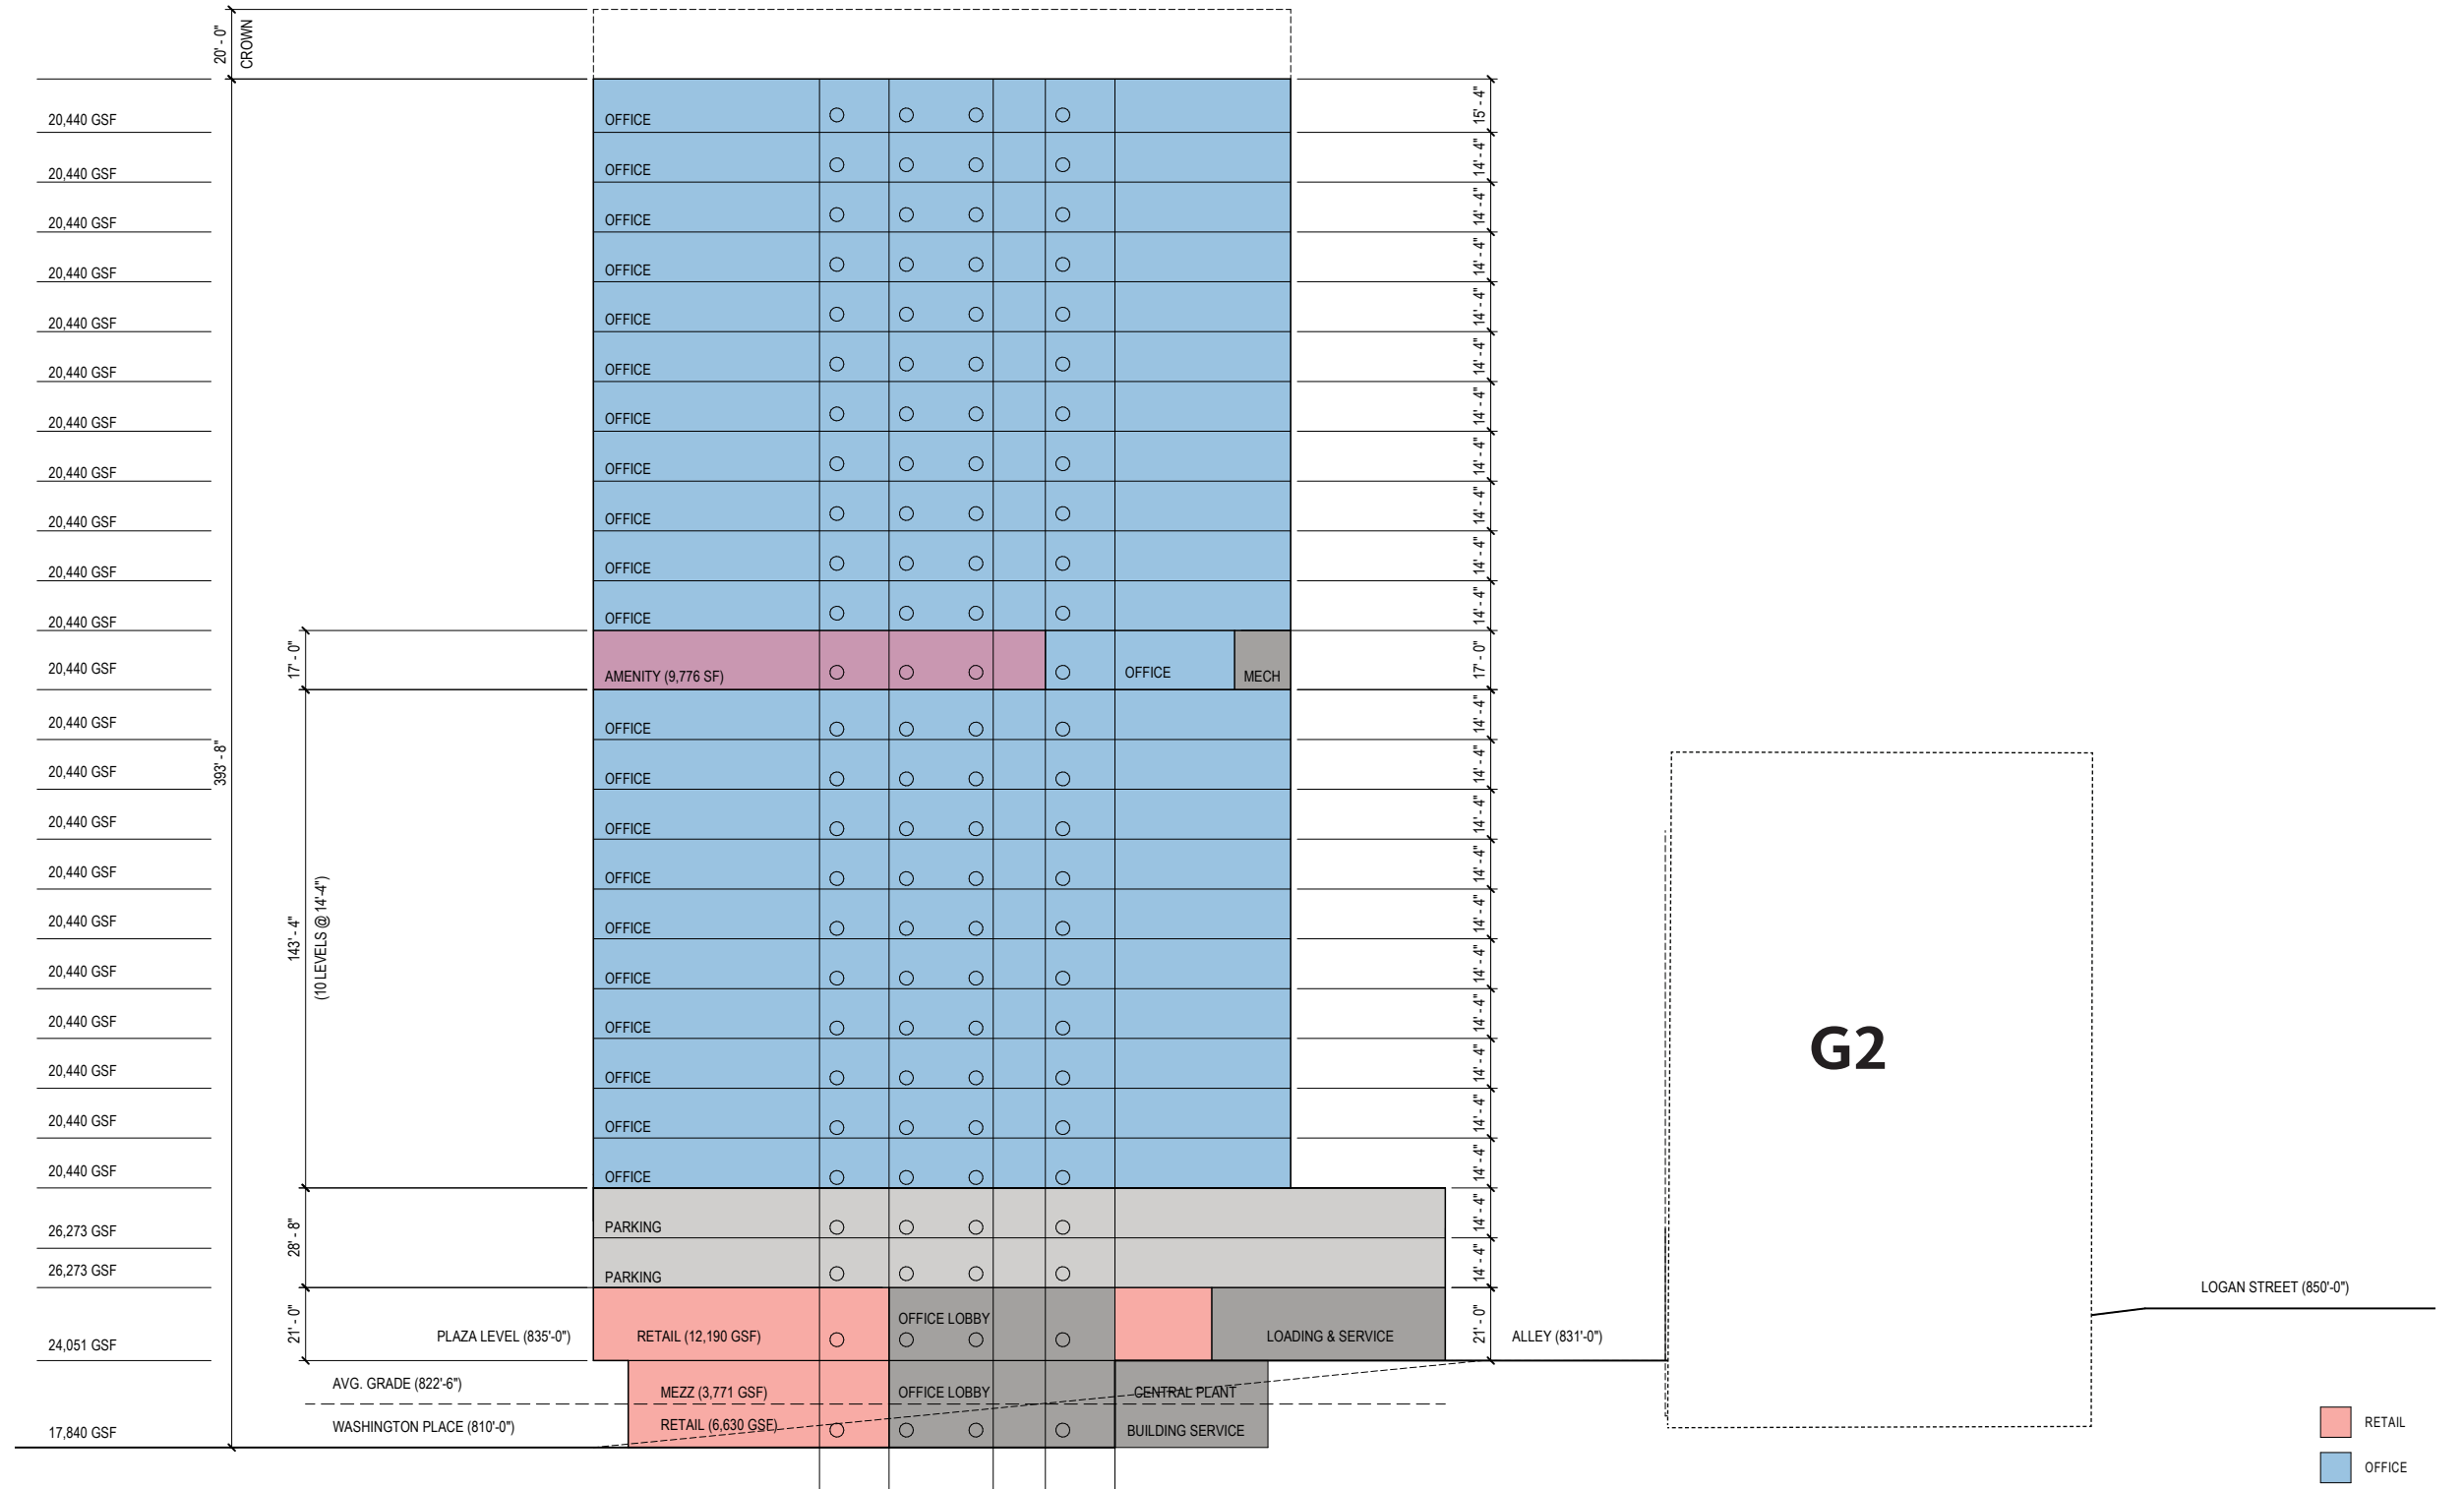 20' - 0"
CROWN
20,440 GSF
OFFICE
15' - 4"
20,440 GSF
OFFICE
14' - 4"
20,440 GSF
OFFICE
14' - 4"
20,440 GSF
OFFICE
14' - 4"
20,440 GSF
OFFICE
14' - 4"
20,440 GSF
OFFICE
14' - 4"
20,440 GSF
OFFICE
14' - 4"
20,440 GSF
OFFICE
14' - 4"
20,440 GSF
OFFICE
14' - 4"
20,440 GSF
OFFICE
14' - 4"
20,440 GSF
OFFICE
14' - 4"
20,440 GSF
17' - 0"
AMENITY (9,776 SF)
OFFICE
MECH
17' - 0"
20,440 GSF
OFFICE
14' - 4"
393' - 8"
20,440 GSF
OFFICE
14' - 4"
20,440 GSF
OFFICE
14' - 4"
20,440 GSF
OFFICE
14' - 4"
143' - 4"
(10 LEVELS @ 14'-4")
20,440 GSF
OFFICE
14' - 4"
20,440 GSF
OFFICE
14' - 4"
20,440 GSF
OFFICE
14' - 4"
20,440 GSF
OFFICE
14' - 4"
20,440 GSF
OFFICE
14' - 4"
20,440 GSF
OFFICE
14' - 4"
G2
26,273 GSF
28' - 8"
PARKING
14' - 4"
26,273 GSF
PARKING
14' - 4"
LOGAN STREET (850'-0")
24,051 GSF
21' - 0"
PLAZA LEVEL (835'-0")
RETAIL (12,190 GSF)
OFFICE LOBBY
LOADING & SERVICE
21' - 0"
ALLEY (831'-0")
AVG. GRADE (822'-6")
MEZZ (3,771 GSF)
OFFICE LOBBY
CENTRAL PLANT
17,840 GSF
WASHINGTON PLACE (810'-0")
RETAIL (6,630 GSF)
BUILDING SERVICE
RETAIL
OFFICE